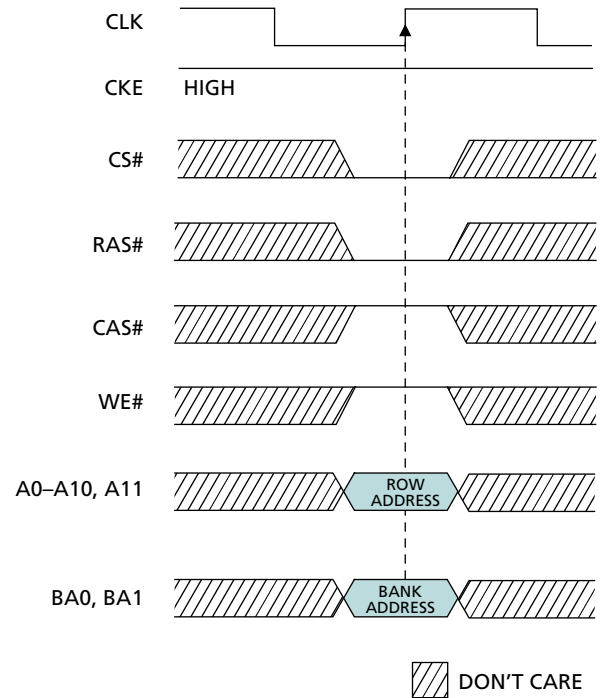 CLK
CKE HIGH
CS#
RAS#
CAS#
WE#
A0–A10, A11
ROW
ADDRESS
BA0, BA1
BANK
ADDRESS
DON'T CARE